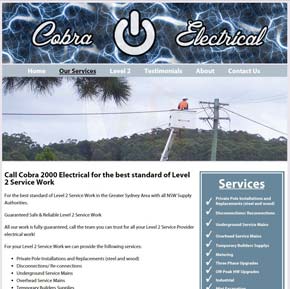 Cobra Electrical
Home Our Services Level 2 Testimonials About Contact Us
Call Cobra 2000 Electrical for the best standard of Level
2 Service Work
For the best standard of Level 2 Service Work in the Greater Sydney Area with all NSW Supply
Authorities.
Guaranteed Safe & Reliable Level 2 Service Work
All our work is fully guaranteed, call the team you can trust for all your Level 2 Service Provider
electrical work!
For your Level 2 Service Work we can provide the following services:
Private Pole Installations and Replacements (steel and wood)
Disconnections/ Re-connections
Underground Service Mains
Overhead Service Mains
Temporary Builders Supplies
Services
Private Pole Installations and
Replacements (steel and wood)
Disconnections/ Reconnections
Underground Service Mains
Overhead Service Mains
Temporary Builders Supplys
Metering
Three Phase Upgrades
Off Peak HW Upgrades
Industrial